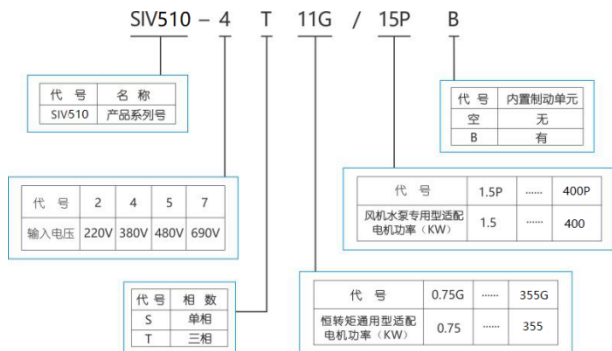 SIV510 – 4 T 11G / 15P B
代 号 名 称
SIV510 产品系列号
代 号 内置制动单元
空 无
B 有
代 号 2 4 5 7
输入电压 220V 380V 480V 690V
代 号 1.5P ...... 400P
风机水泵专用型适配
电机功率（KW） 1.5 ...... 400
代 号 相 数
S 单相
T 三相
代 号 0.75G ...... 355G
恒转矩通用型适配
电机功率（KW） 0.75 ...... 355